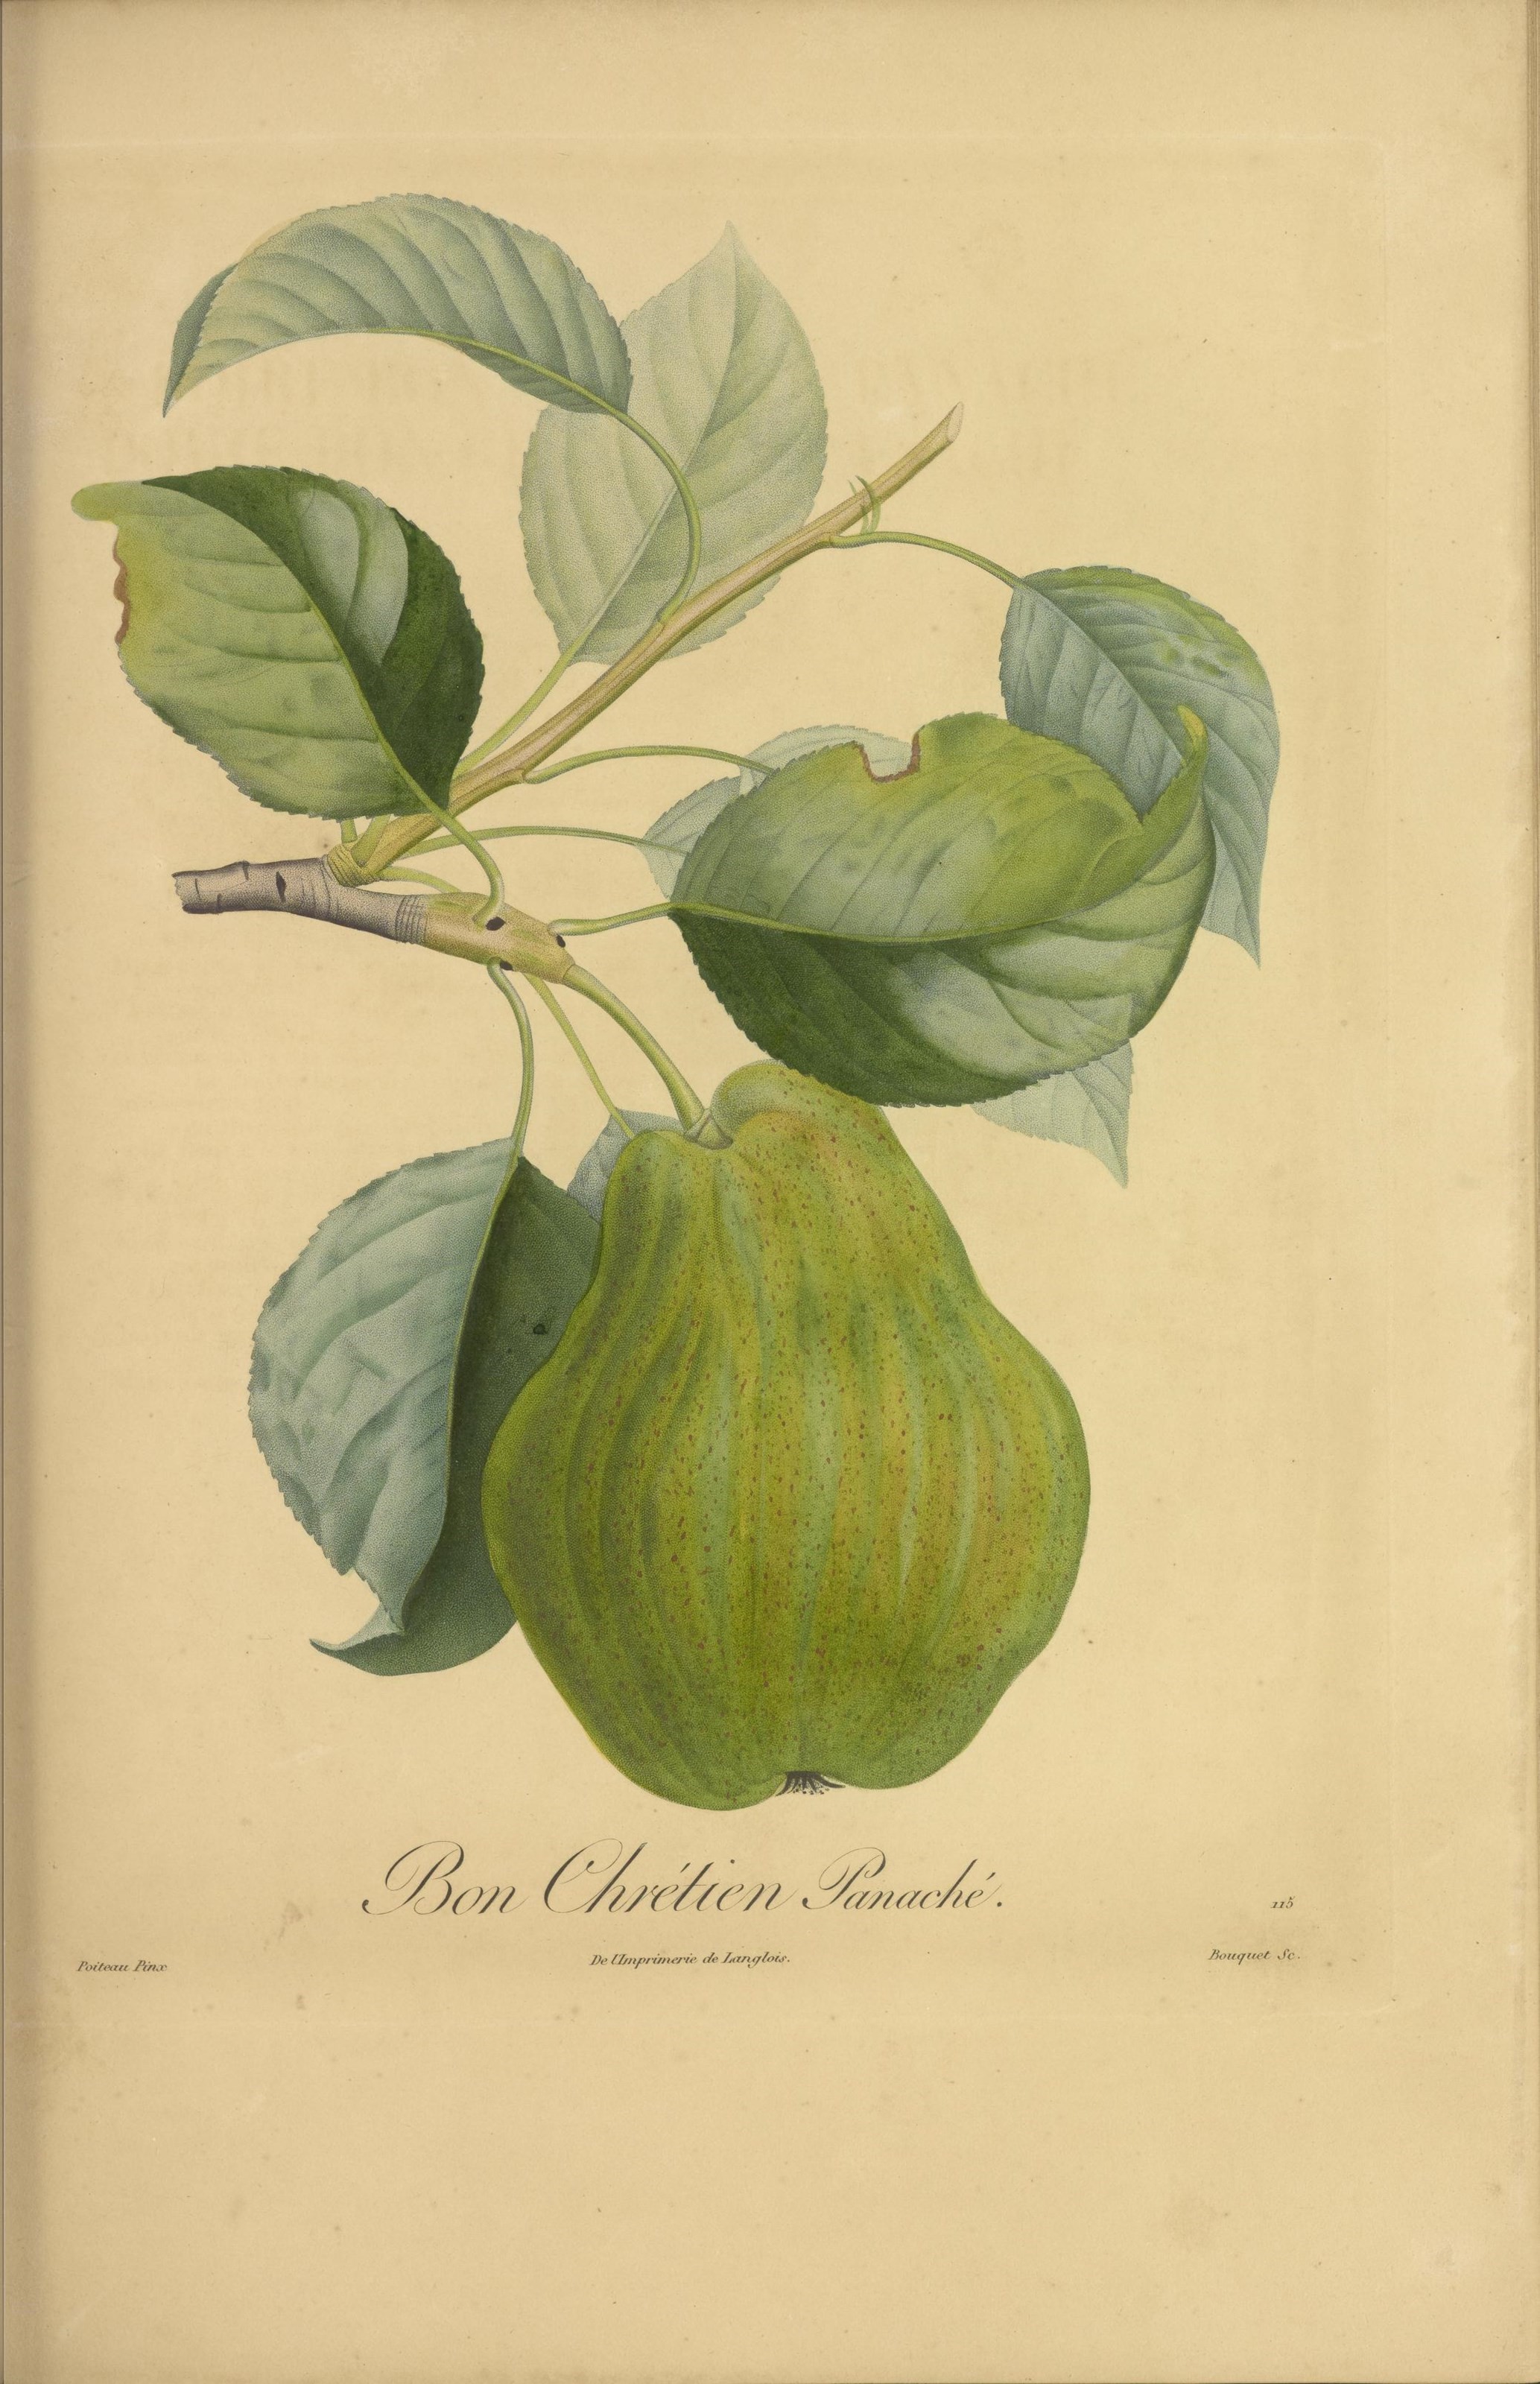 Bon Chrétien Panaché.
115
Poiteau Pinx
De l'Imprimerie de Langlois.
Bouquet Sc.